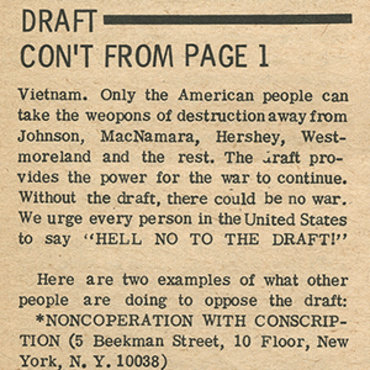 DRAFT
CON'T FROM PAGE 1
Vietnam. Only the American people can
take the weopons of destruction away from
Johnson, MacNamara, Hershey, West-
moreland and the rest. The draft pro-
vides the power for the war to continue.
Without the draft, there could be no war.
We urge every person in the United States
to say "HELL NO TO THE DRAFT!"
Here are two examples of what other
people are doing to oppose the draft:
*NONCOPERATION WITH CONSCRIP-
TION (5 Beekman Street, 10 Floor, New
York, N. Y. 10038)